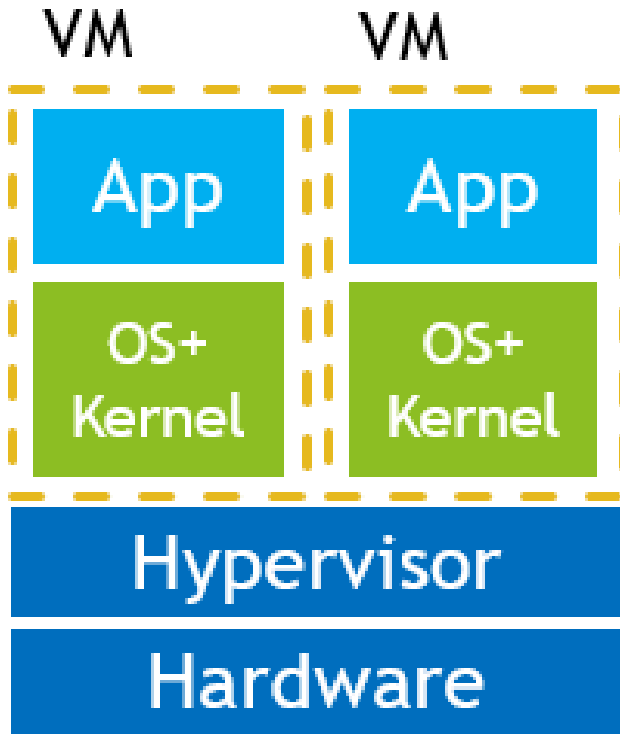 VM VM
App App
OS+ OS+
Kernel Kernel
Hypervisor
Hardware